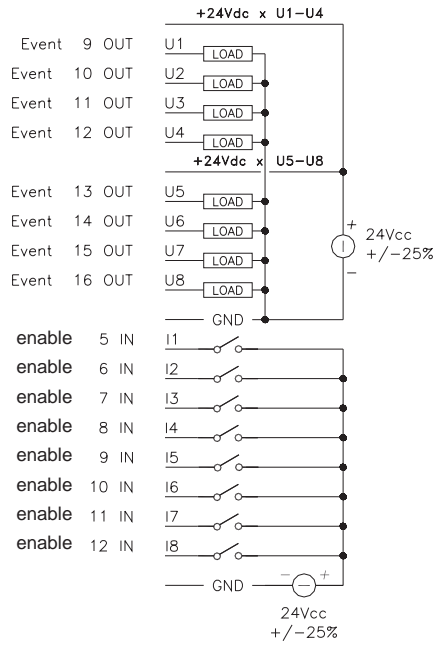 +24Vdc x U1-U4
Event 9 OUT U1 LOAD
Event 10 OUT U2 LOAD
Event 11 OUT U3 LOAD
Event 12 OUT U4 LOAD
+24Vdc x U5-U8
Event 13 OUT U5 LOAD
Event 14 OUT U6 LOAD
Event 15 OUT U7 LOAD
Event 16 OUT U8 LOAD
+
24Vcc
+/-25%
-
GND
enable 5 IN I1
enable 6 IN I2
enable 7 IN I3
enable 8 IN I4
enable 9 IN I5
enable 10 IN I6
enable 11 IN I7
enable 12 IN I8
GND - +
24Vcc
+/-25%